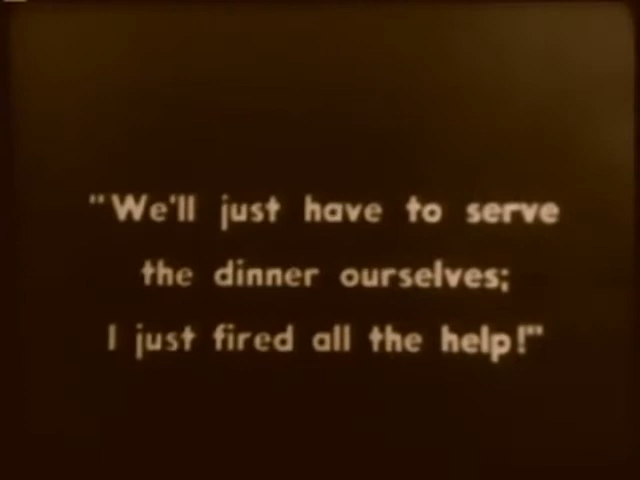 "We'll just have to serve
the dinner ourselves;
I just fired all the help!"